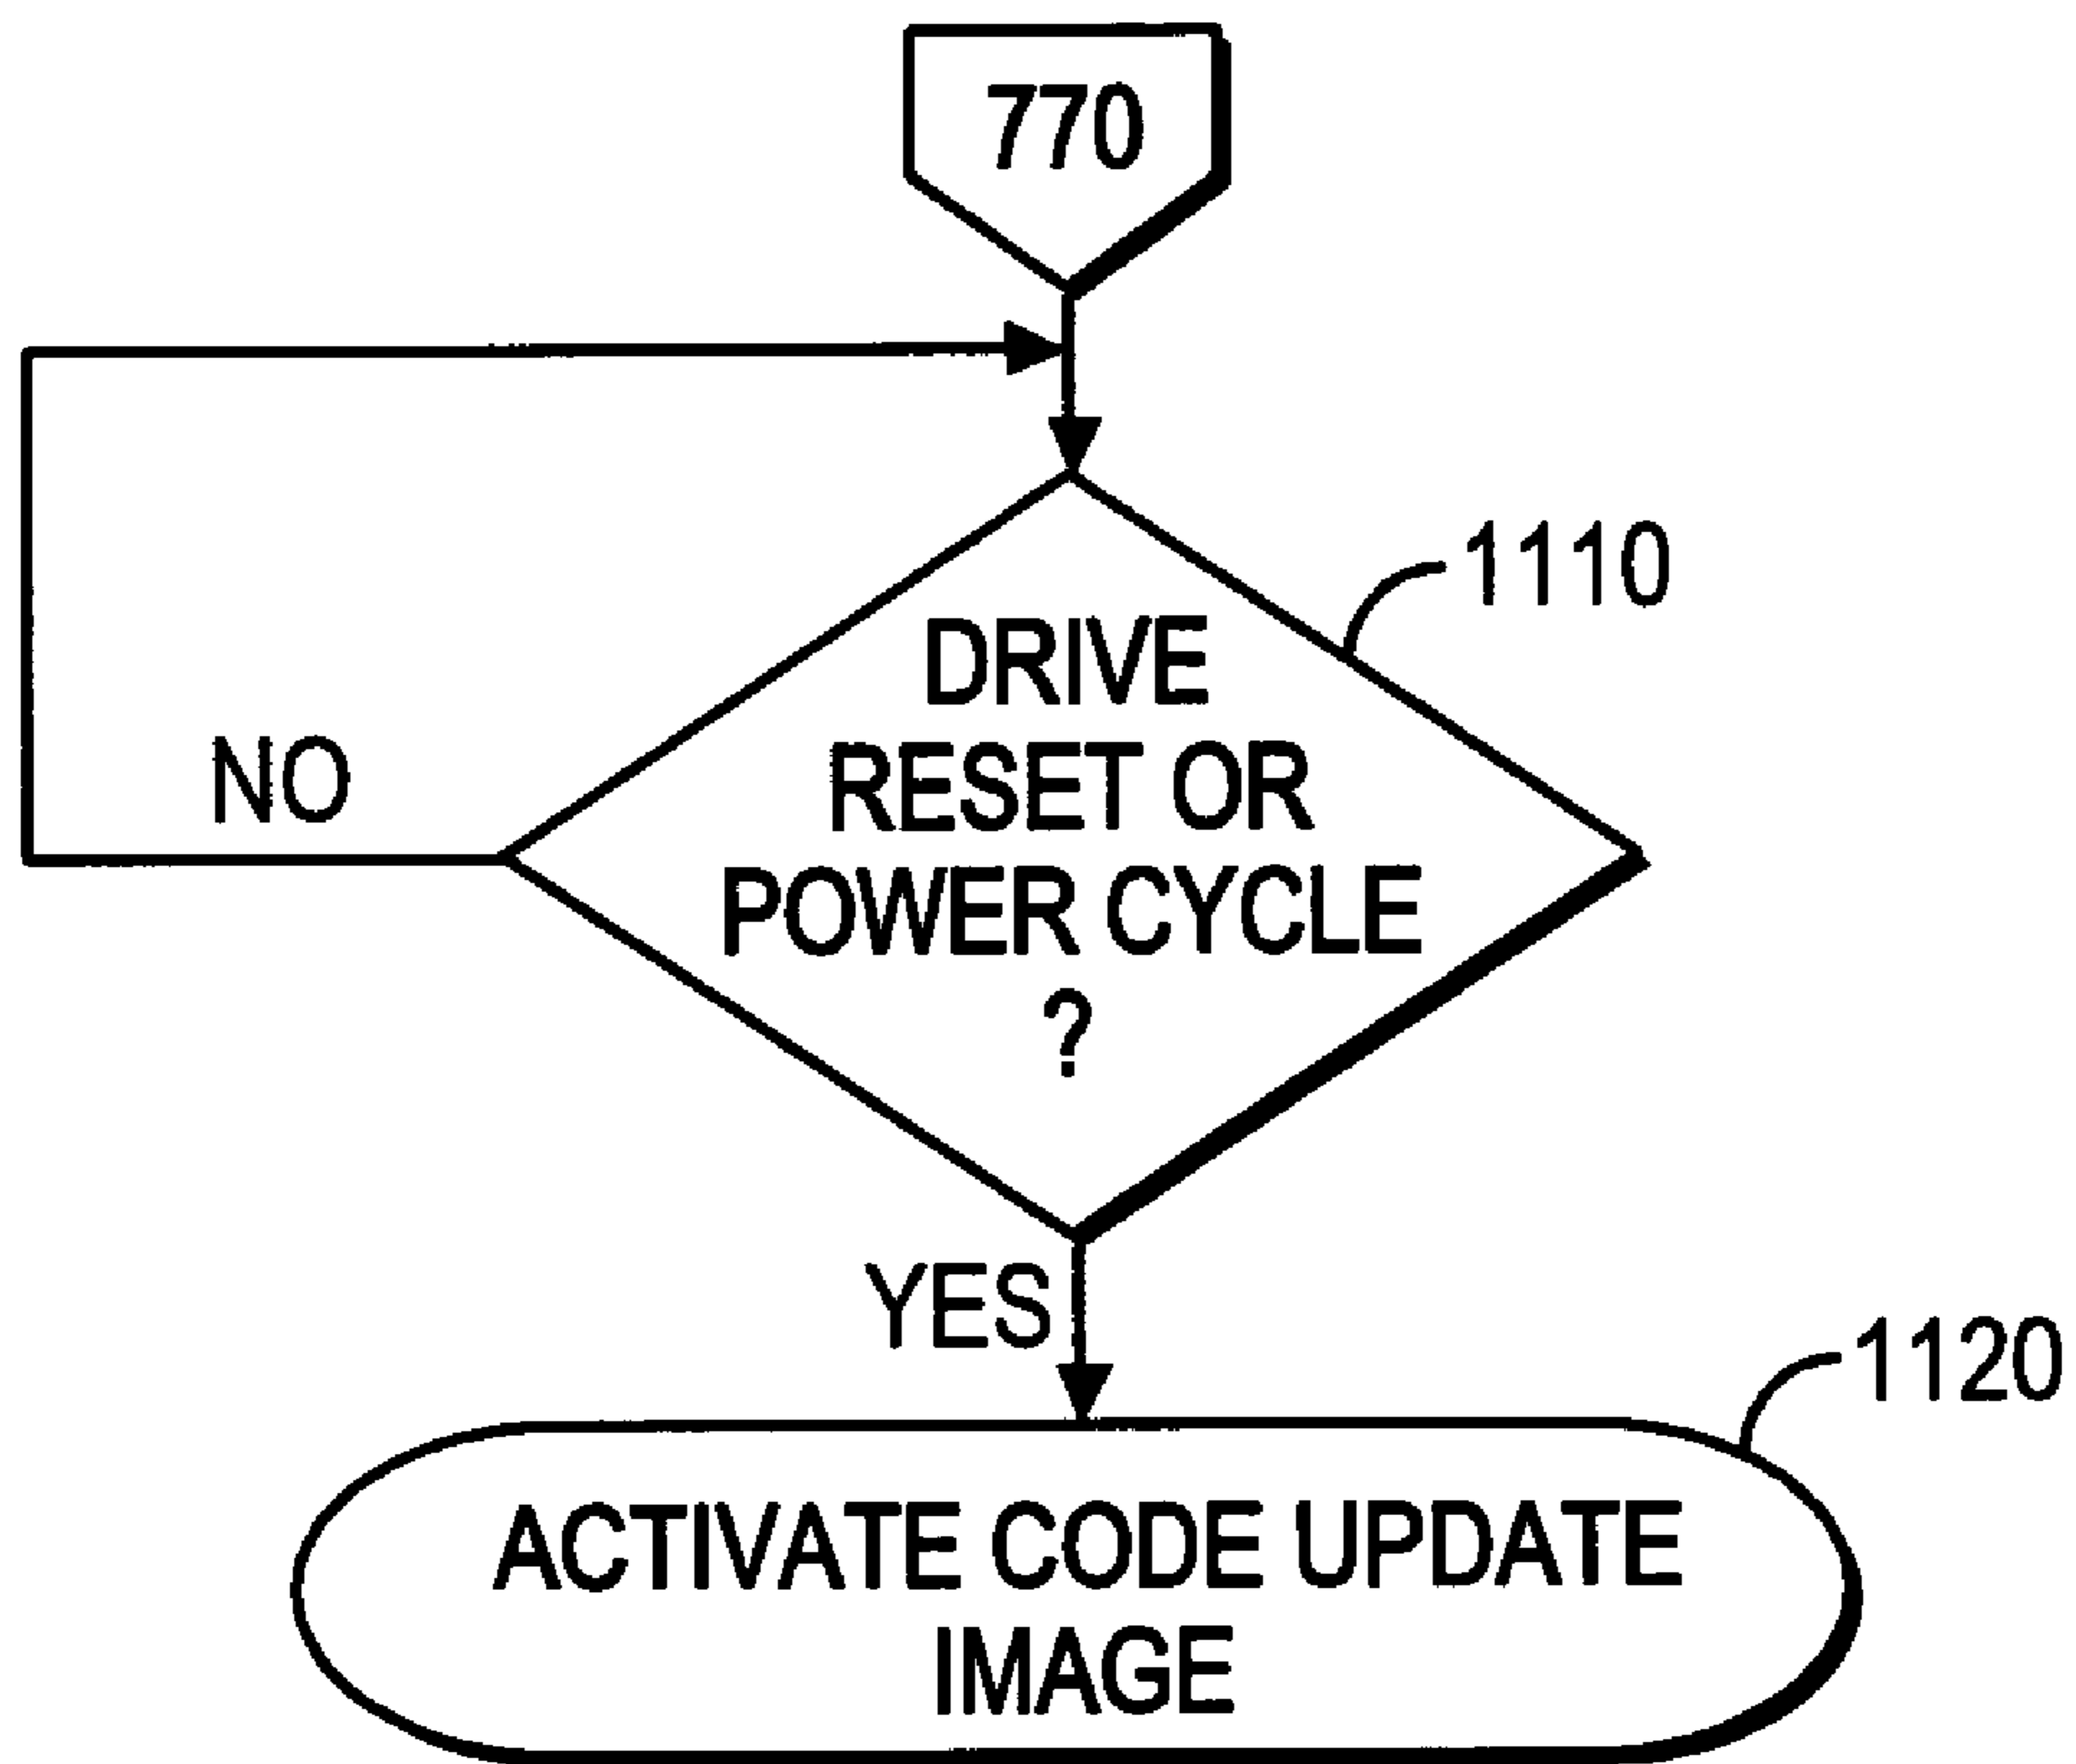 770
1110
DRIVE
RESET OR
POWER CYCLE
?
NO
YES
1120
ACTIVATE CODE UPDATE
IMAGE